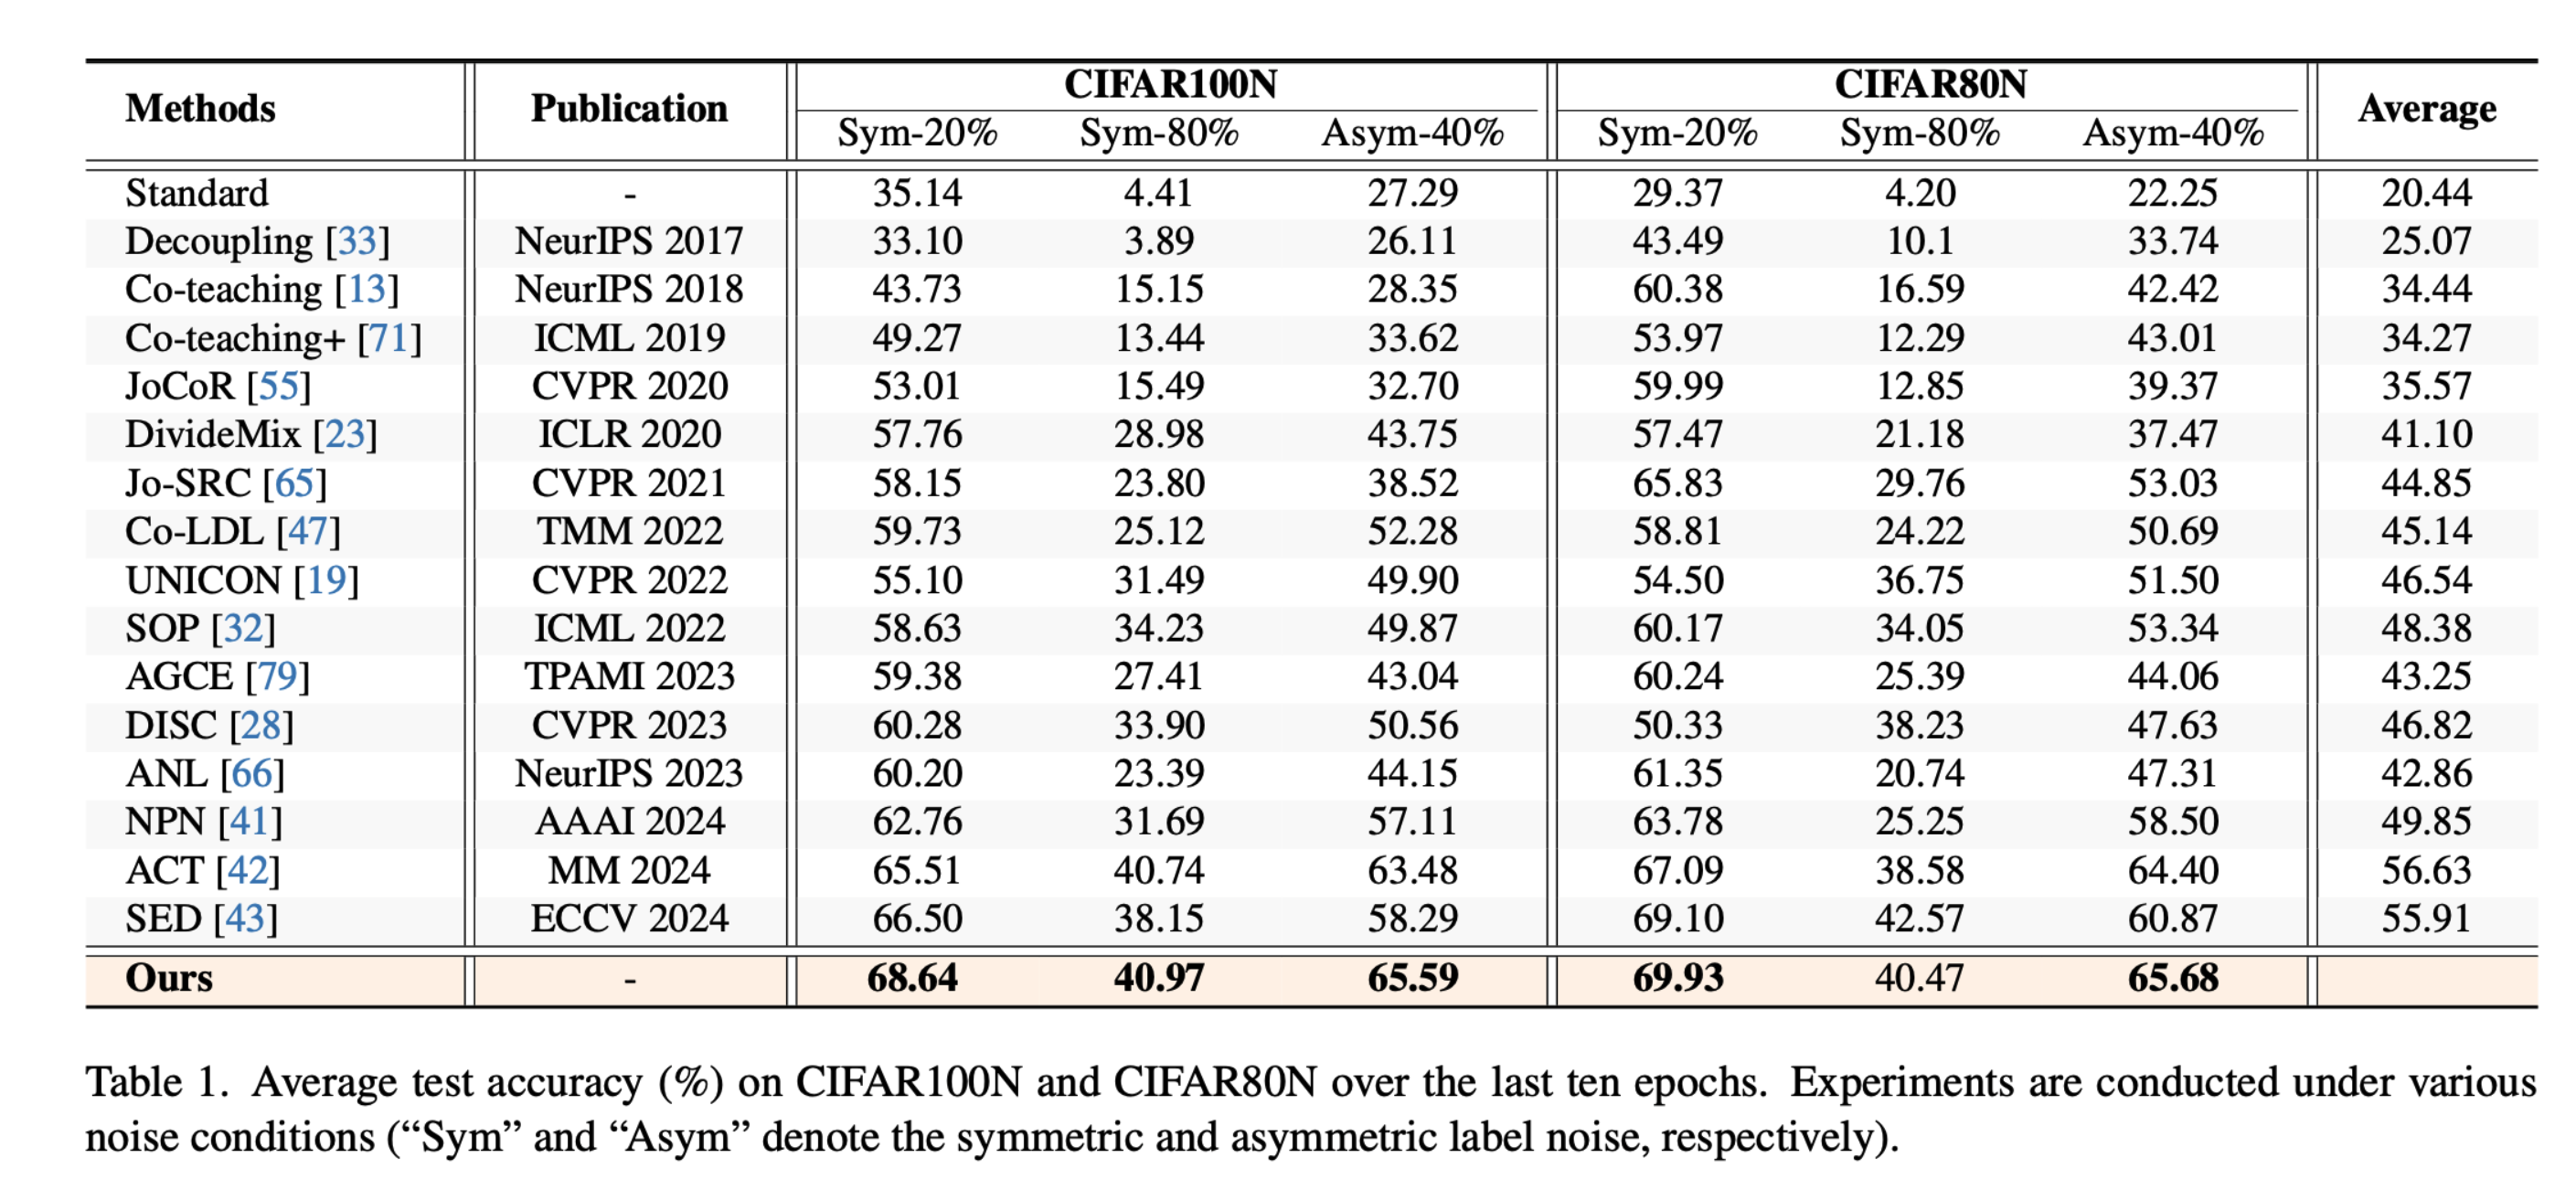 Methods Publication CIFAR100N CIFAR80N Average
Sym-20% Sym-80% Asym-40% Sym-20% Sym-80% Asym-40%
Standard - 35.14 4.41 27.29 29.37 4.20 22.25 20.44
Decoupling [33] NeurIPS 2017 33.10 3.89 26.11 43.49 10.1 33.74 25.07
Co-teaching [13] NeurIPS 2018 43.73 15.15 28.35 60.38 16.59 42.42 34.44
Co-teaching+ [71] ICML 2019 49.27 13.44 33.62 53.97 12.29 43.01 34.27
JoCoR [55] CVPR 2020 53.01 15.49 32.70 59.99 12.85 39.37 35.57
DivideMix [23] ICLR 2020 57.76 28.98 43.75 57.47 21.18 37.47 41.10
Jo-SRC [65] CVPR 2021 58.15 23.80 38.52 65.83 29.76 53.03 44.85
Co-LDL [47] TMM 2022 59.73 25.12 52.28 58.81 24.22 50.69 45.14
UNICON [19] CVPR 2022 55.10 31.49 49.90 54.50 36.75 51.50 46.54
SOP [32] ICML 2022 58.63 34.23 49.87 60.17 34.05 53.34 48.38
AGCE [79] TPAMI 2023 59.38 27.41 43.04 60.24 25.39 44.06 43.25
DISC [28] CVPR 2023 60.28 33.90 50.56 50.33 38.23 47.63 46.82
ANL [66] NeurIPS 2023 60.20 23.39 44.15 61.35 20.74 47.31 42.86
NPN [41] AAAI 2024 62.76 31.69 57.11 63.78 25.25 58.50 49.85
ACT [42] MM 2024 65.51 40.74 63.48 67.09 38.58 64.40 56.63
SED [43] ECCV 2024 66.50 38.15 58.29 69.10 42.57 60.87 55.91
Ours - 68.64 40.97 65.59 69.93 40.47 65.68
Table 1. Average test accuracy (%) on CIFAR100N and CIFAR80N over the last ten epochs. Experiments are conducted under various
noise conditions (“Sym” and “Asym” denote the symmetric and asymmetric label noise, respectively).